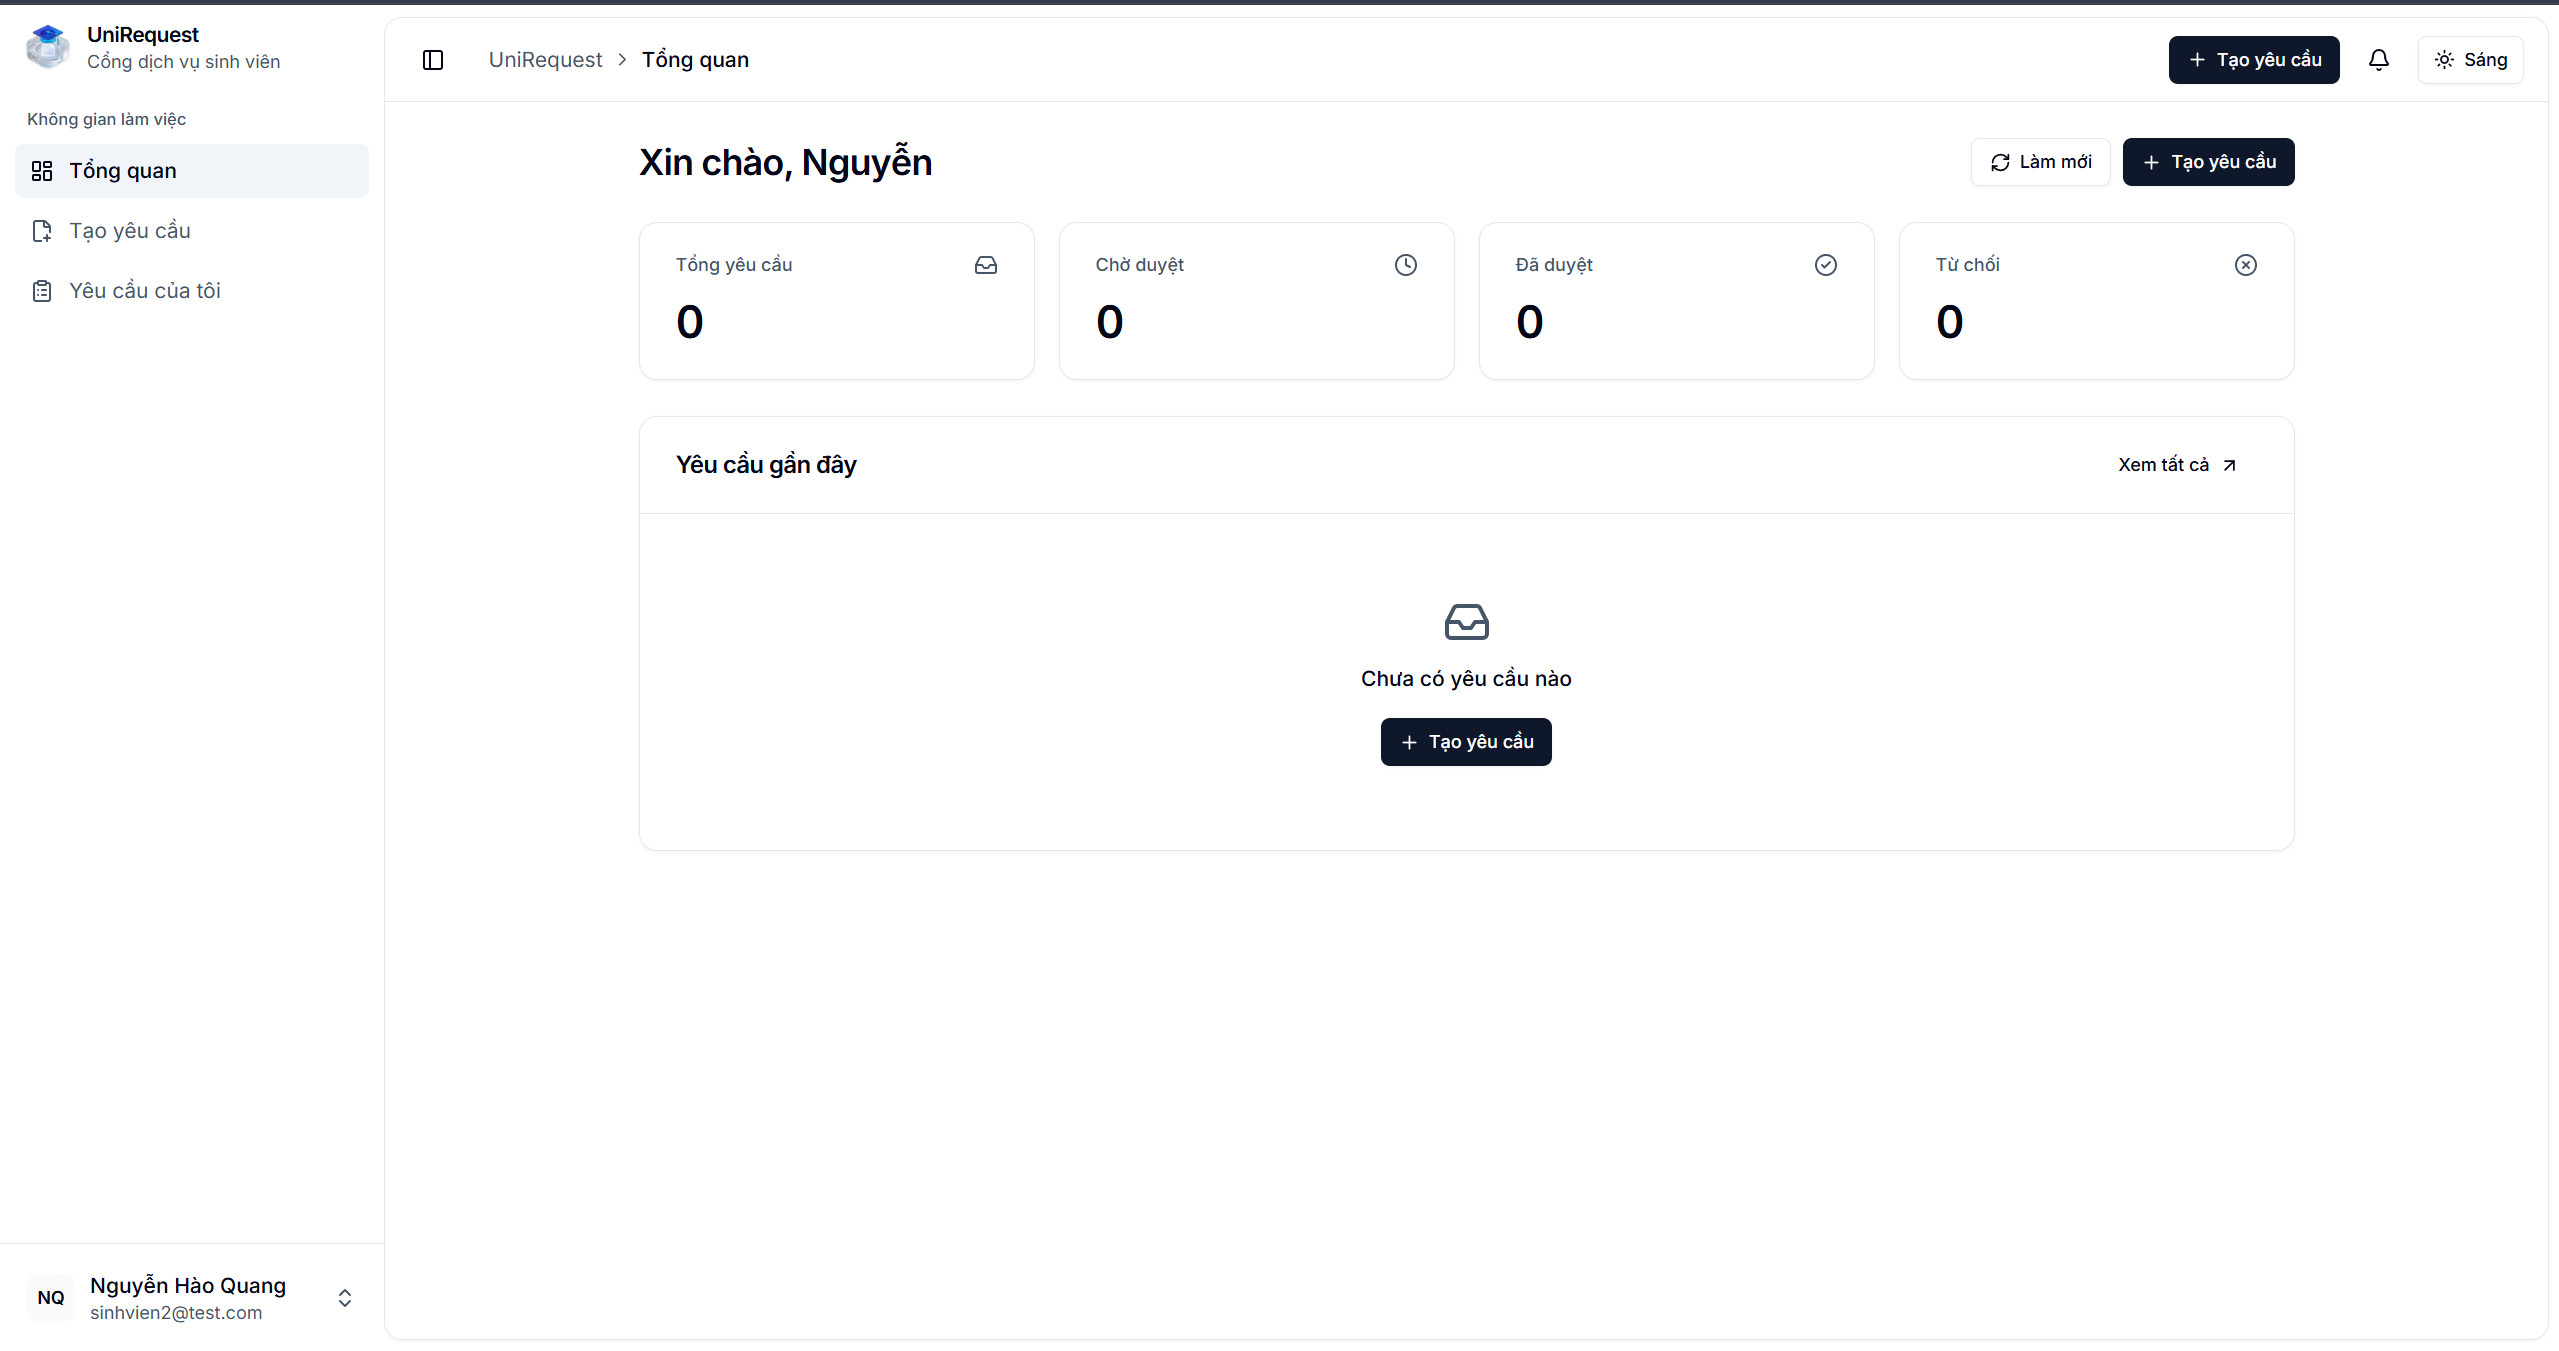 UniRequest
Cổng dịch vụ sinh viên
Không gian làm việc
Tổng quan
Tạo yêu cầu
Yêu cầu của tôi
UniRequest > Tổng quan
+ Tạo yêu cầu
Sáng
Xin chào, Nguyễn
Làm mới
+ Tạo yêu cầu
Tổng yêu cầu
0
Chờ duyệt
0
Đã duyệt
0
Từ chối
0
Yêu cầu gần đây
Xem tất cả
Chưa có yêu cầu nào
+ Tạo yêu cầu
NQ
Nguyễn Hào Quang
sinhvien2@test.com